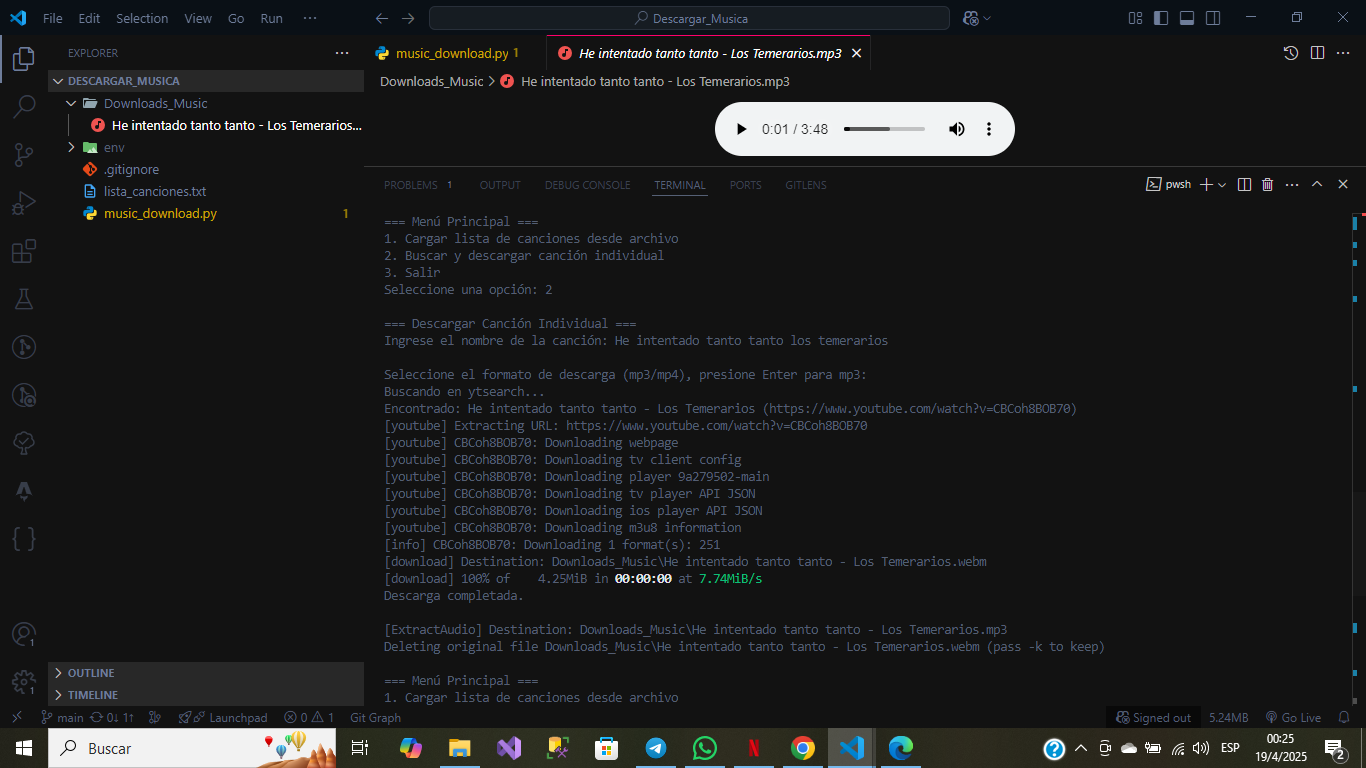 File Edit Selection View Go Run ··· Descargar_Musica
EXPLORER
DESCARGAR_MUSICA
Downloads_Music
He intentado tanto tanto - Los Temerarios...
env
.gitignore
lista_canciones.txt
music_download.py 1
OUTLINE
TIMELINE
music_download.py 1
He intentado tanto tanto - Los Temerarios.mp3
Downloads_Music > He intentado tanto tanto - Los Temerarios.mp3
0:01 / 3:48
PROBLEMS 1 OUTPUT DEBUG CONSOLE TERMINAL PORTS GITLENS pwsh
=== Menú Principal ===
1. Cargar lista de canciones desde archivo
2. Buscar y descargar canción individual
3. Salir
Seleccione una opción: 2
=== Descargar Canción Individual ===
Ingrese el nombre de la canción: He intentado tanto tanto los temerarios
Seleccione el formato de descarga (mp3/mp4), presione Enter para mp3:
Buscando en ytsearch...
Encontrado: He intentado tanto tanto - Los Temerarios (https://www.youtube.com/watch?v=CBCoh8BOB70)
[youtube] Extracting URL: https://www.youtube.com/watch?v=CBCoh8BOB70
[youtube] CBCoh8BOB70: Downloading webpage
[youtube] CBCoh8BOB70: Downloading tv client config
[youtube] CBCoh8BOB70: Downloading player 9a279502-main
[youtube] CBCoh8BOB70: Downloading tv player API JSON
[youtube] CBCoh8BOB70: Downloading ios player API JSON
[youtube] CBCoh8BOB70: Downloading m3u8 information
[info] CBCoh8BOB70: Downloading 1 format(s): 251
[download] Destination: Downloads_Music\He intentado tanto tanto - Los Temerarios.webm
[download] 100% of 4.25MiB in 00:00:00 at 7.74MiB/s
Descarga completada.
[ExtractAudio] Destination: Downloads_Music\He intentado tanto tanto - Los Temerarios.mp3
Deleting original file Downloads_Music\He intentado tanto tanto - Los Temerarios.webm (pass -k to keep)
=== Menú Principal ===
1. Cargar lista de canciones desde archivo
1
1
main 0↓ 1↑ Launchpad 0 1 Git Graph Signed out 5.24MB Go Live
Buscar
ESP
00:25
19/4/2025
2